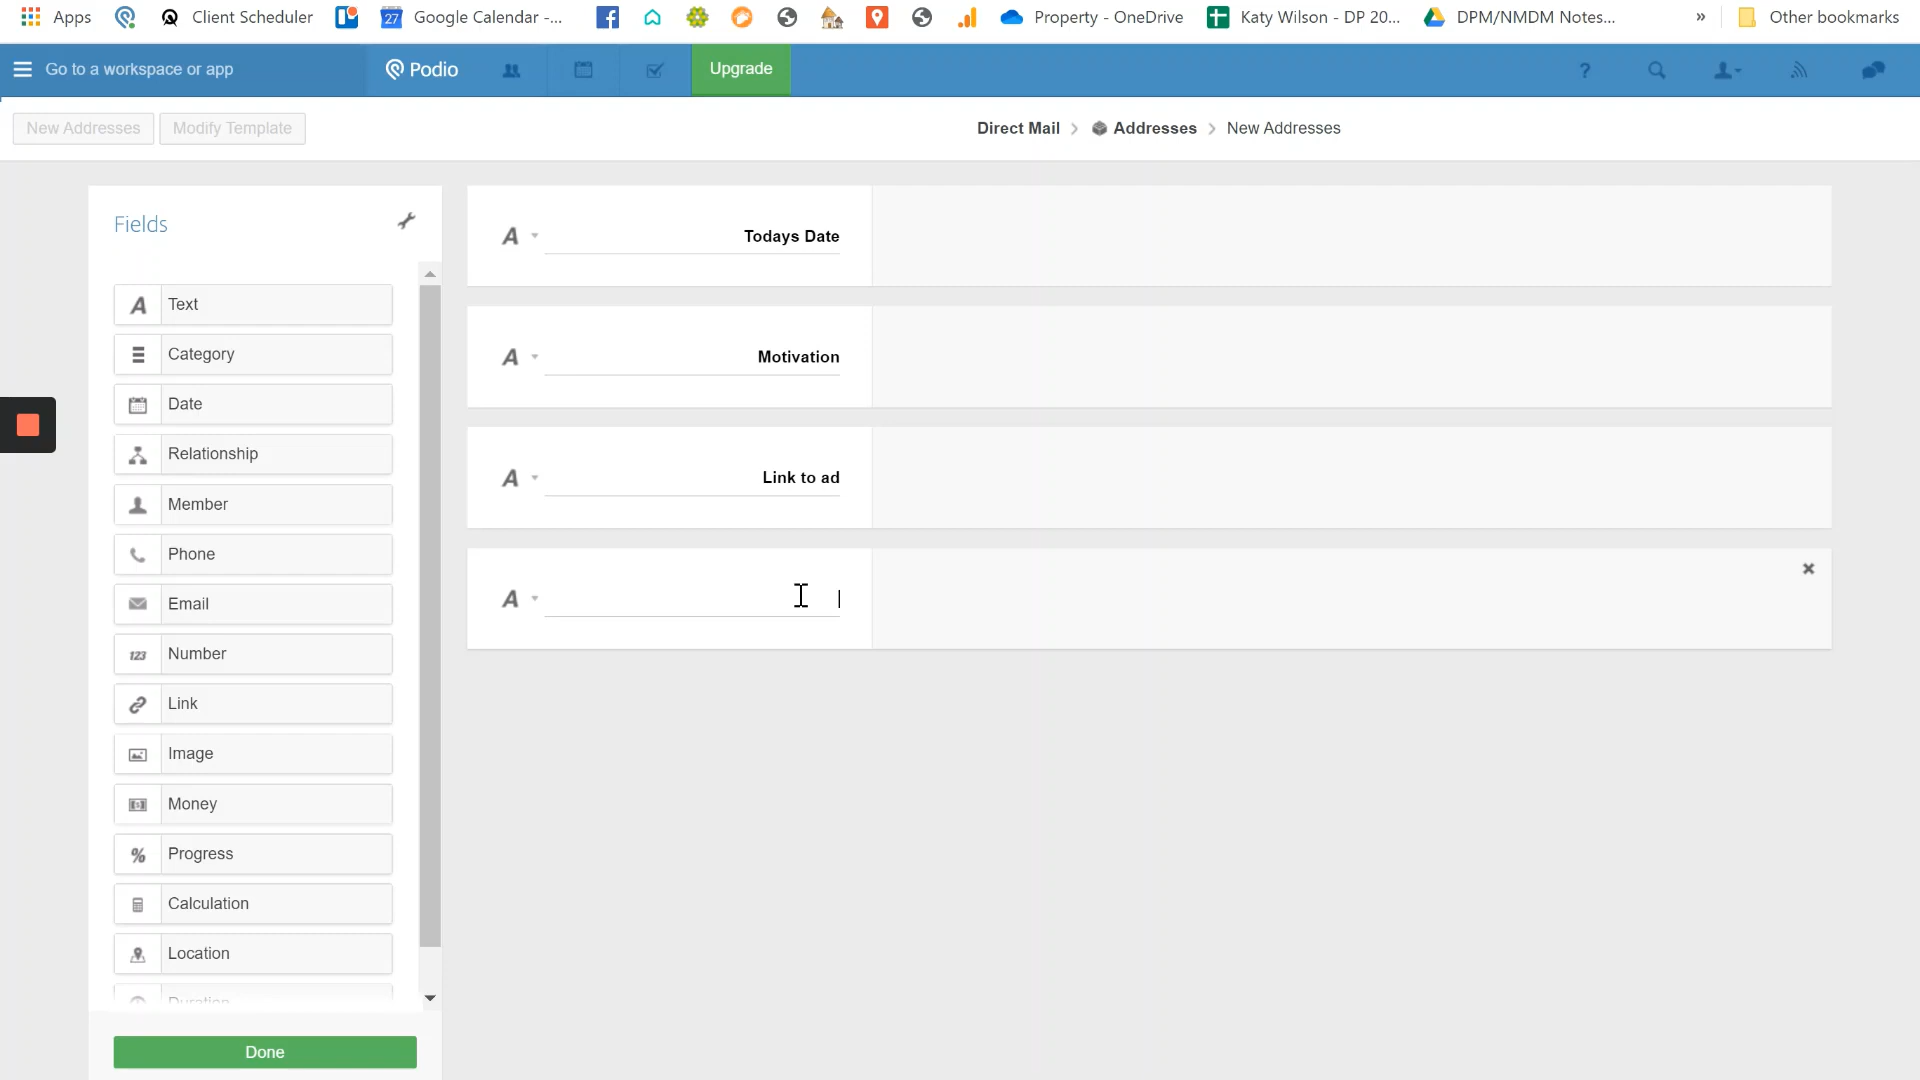 Apps
Client Scheduler
27 Google Calendar -...
Property - OneDrive
Katy Wilson - DP 20...
DPM/NMDM Notes...
»
Other bookmarks
Go to a workspace or app
Podio
Upgrade
?
New Addresses
Modify Template
Direct Mail > Addresses > New Addresses
Fields
A Text
Category
Date
Relationship
Member
Phone
Email
123 Number
Link
Image
Money
% Progress
Calculation
Location
Duration
Done
A Todays Date
A Motivation
A Link to ad
A